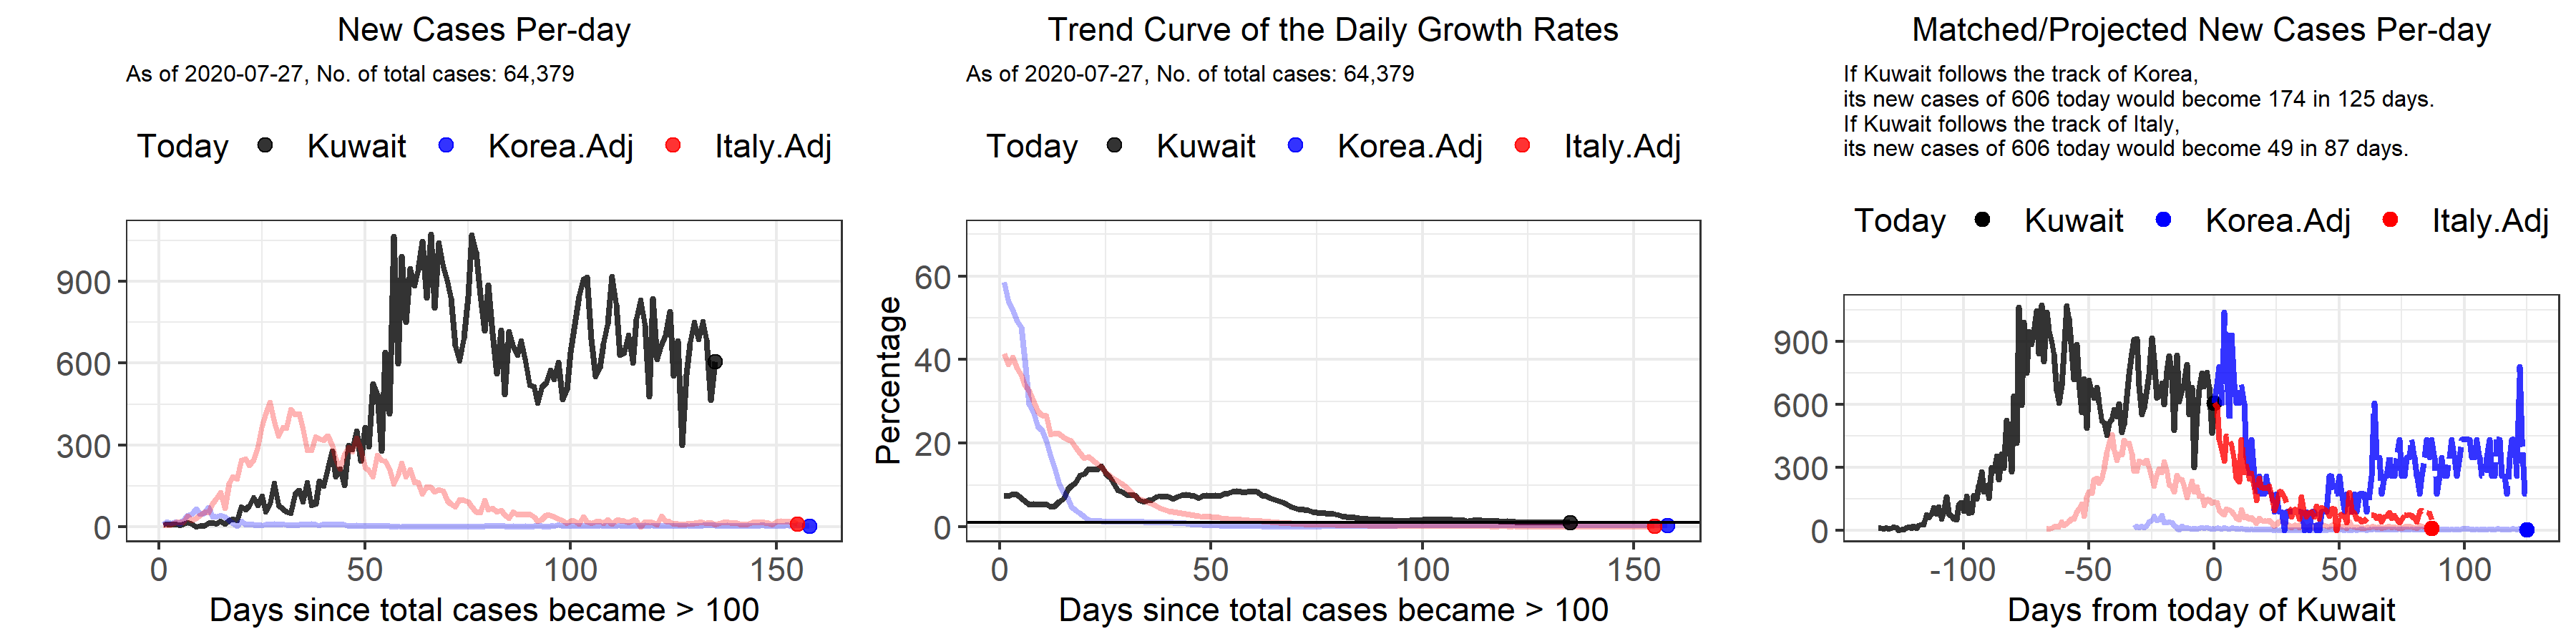 New Cases Per-day
As of 2020-07-27, No. of total cases: 64,379
Today Kuwait Korea.Adj Italy.Adj
900
600
300
0
0 50 100 150
Days since total cases became > 100
Trend Curve of the Daily Growth Rates
As of 2020-07-27, No. of total cases: 64,379
Today Kuwait Korea.Adj Italy.Adj
Percentage
60
40
20
0
0 50 100 150
Days since total cases became > 100
Matched/Projected New Cases Per-day
If Kuwait follows the track of Korea,
its new cases of 606 today would become 174 in 125 days.
If Kuwait follows the track of Italy,
its new cases of 606 today would become 49 in 87 days.
Today Kuwait Korea.Adj Italy.Adj
900
600
300
0
-100 -50 0 50 100
Days from today of Kuwait